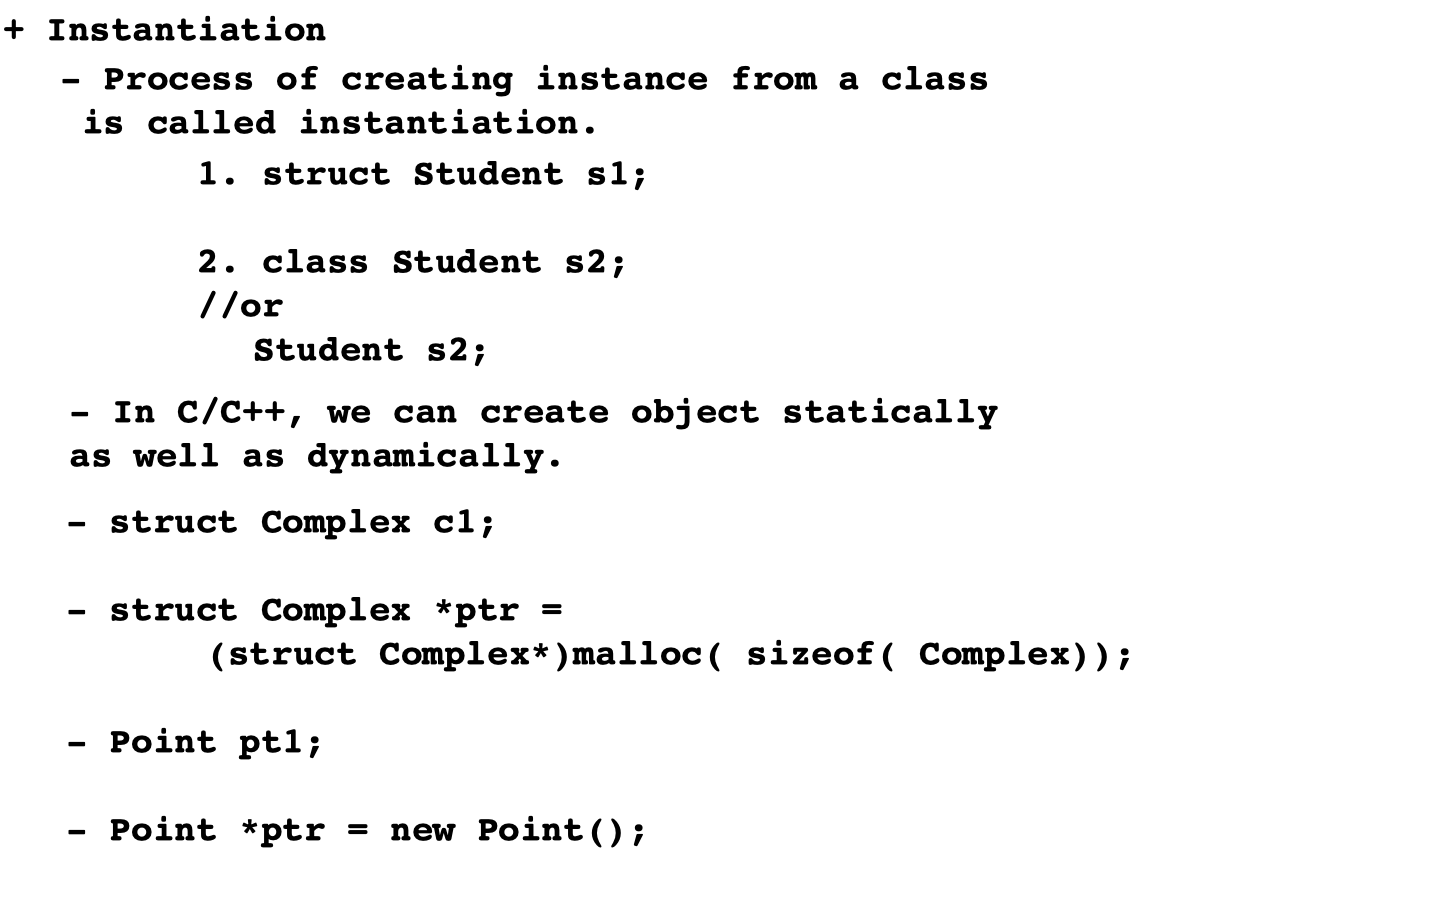 + Instantiation
- Process of creating instance from a class
is called instantiation.
1. struct Student s1;
2. class Student s2;
//or
Student s2;
- In C/C++, we can create object statically
as well as dynamically.
- struct Complex c1;
- struct Complex *ptr =
(struct Complex*)malloc( sizeof( Complex));
- Point pt1;
- Point *ptr = new Point();